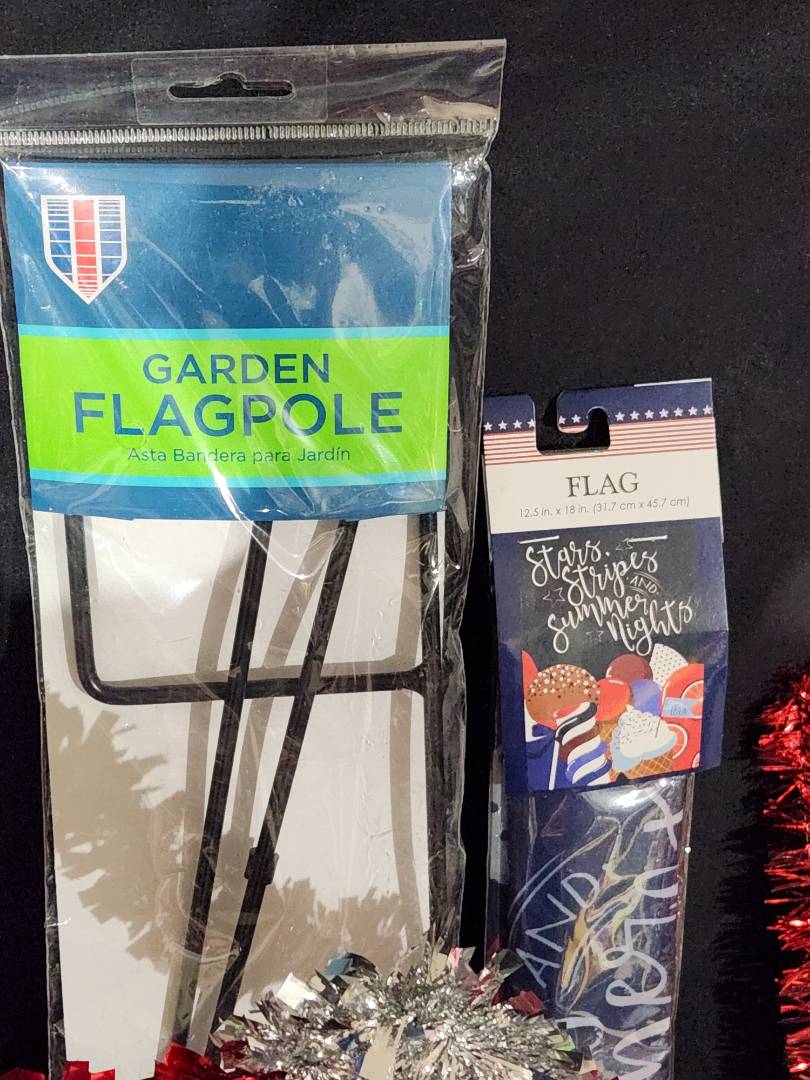 GARDEN
FLAGPOLE
Asta Bandera para Jardín
FLAG
12.5 in. x 18 in. (31.7 cm x 45.7 cm)
Stars,
Stripes
AND
Summer
Nights
AND